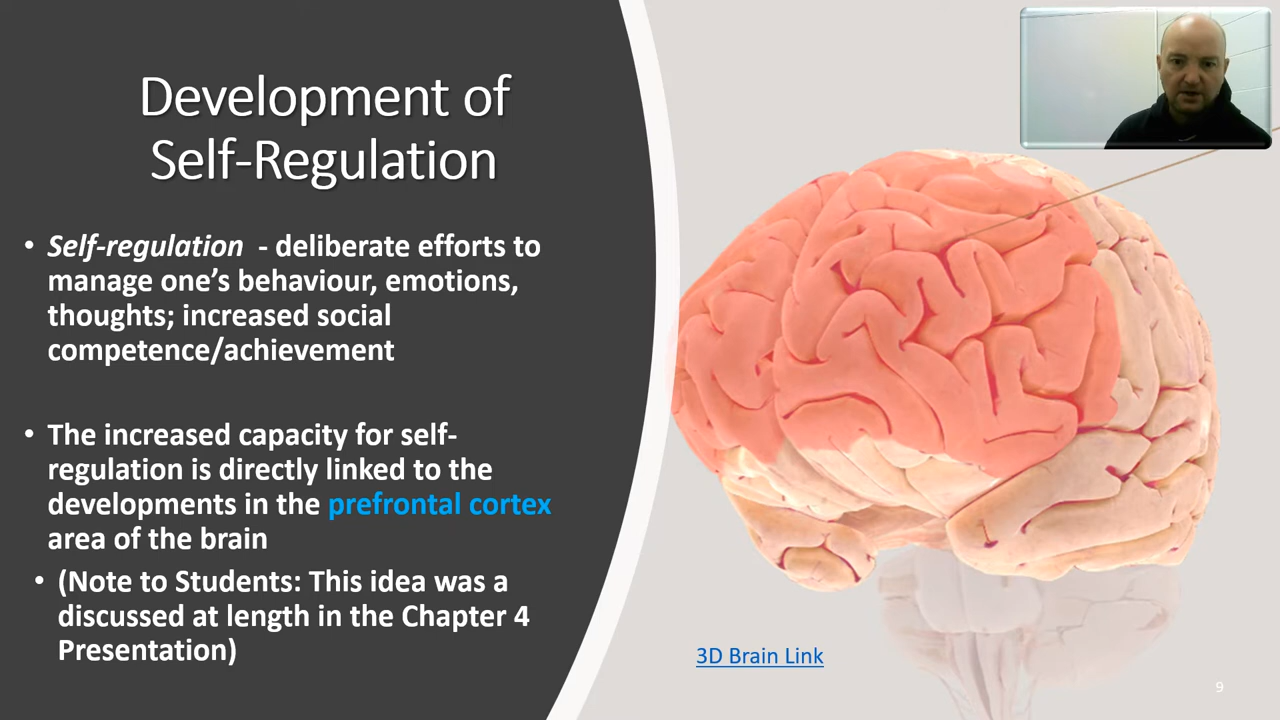 Development of
Self-Regulation
• Self-regulation - deliberate efforts to
manage one’s behaviour, emotions,
thoughts; increased social
competence/achievement
• The increased capacity for self-
regulation is directly linked to the
developments in the prefrontal cortex
area of the brain
• (Note to Students: This idea was a
discussed at length in the Chapter 4
Presentation)
3D Brain Link
9